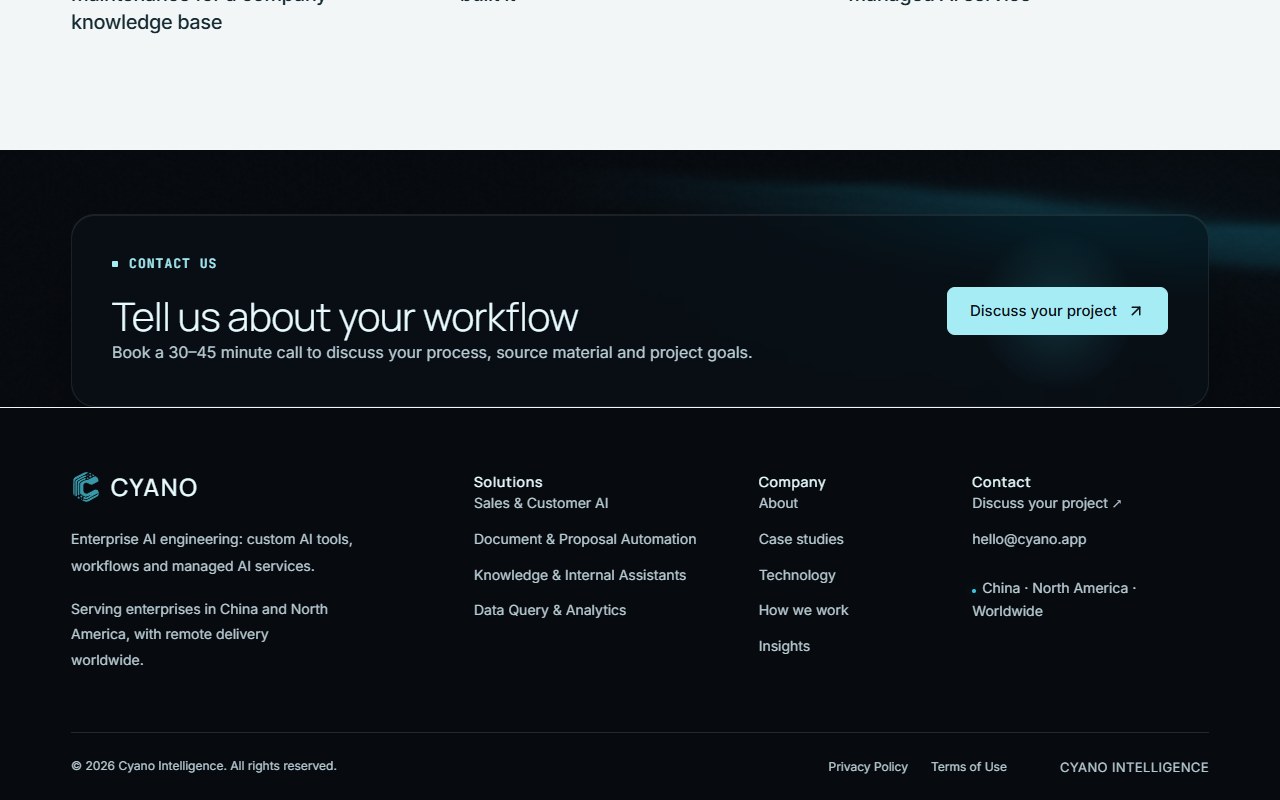 knowledge base
CONTACT US
Tell us about your workflow
Book a 30–45 minute call to discuss your process, source material and project goals.
Discuss your project
CYANO
Enterprise AI engineering: custom AI tools,
workflows and managed AI services.
Serving enterprises in China and North
America, with remote delivery
worldwide.
Solutions
Sales & Customer AI
Document & Proposal Automation
Knowledge & Internal Assistants
Data Query & Analytics
Company
About
Case studies
Technology
How we work
Insights
Contact
Discuss your project ↗
hello@cyano.app
China · North America ·
Worldwide
© 2026 Cyano Intelligence. All rights reserved.
Privacy Policy
Terms of Use
CYANO INTELLIGENCE